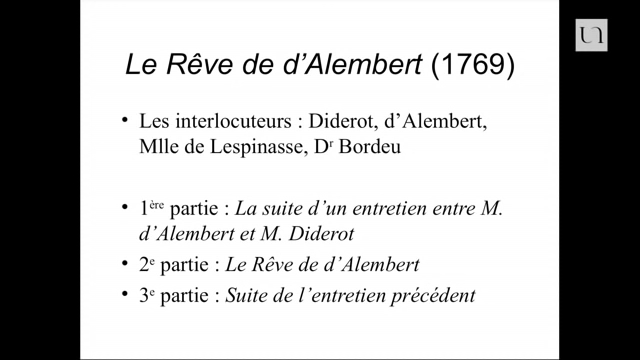 Le Rêve de d’Alembert (1769)
• Les interlocuteurs : Diderot, d’Alembert,
Mlle de Lespinasse, Dr Bordeu
• 1ère partie : La suite d’un entretien entre M.
d’Alembert et M. Diderot
• 2e partie : Le Rêve de d’Alembert
• 3e partie : Suite de l’entretien précédent